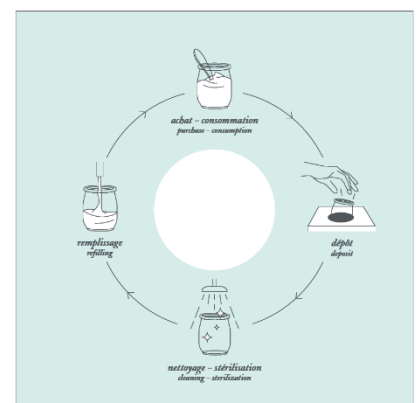 achat – consommation
purchase – consumption
dépôt
deposit
remplissage
refilling
nettoyage – stérilisation
cleaning – sterilization